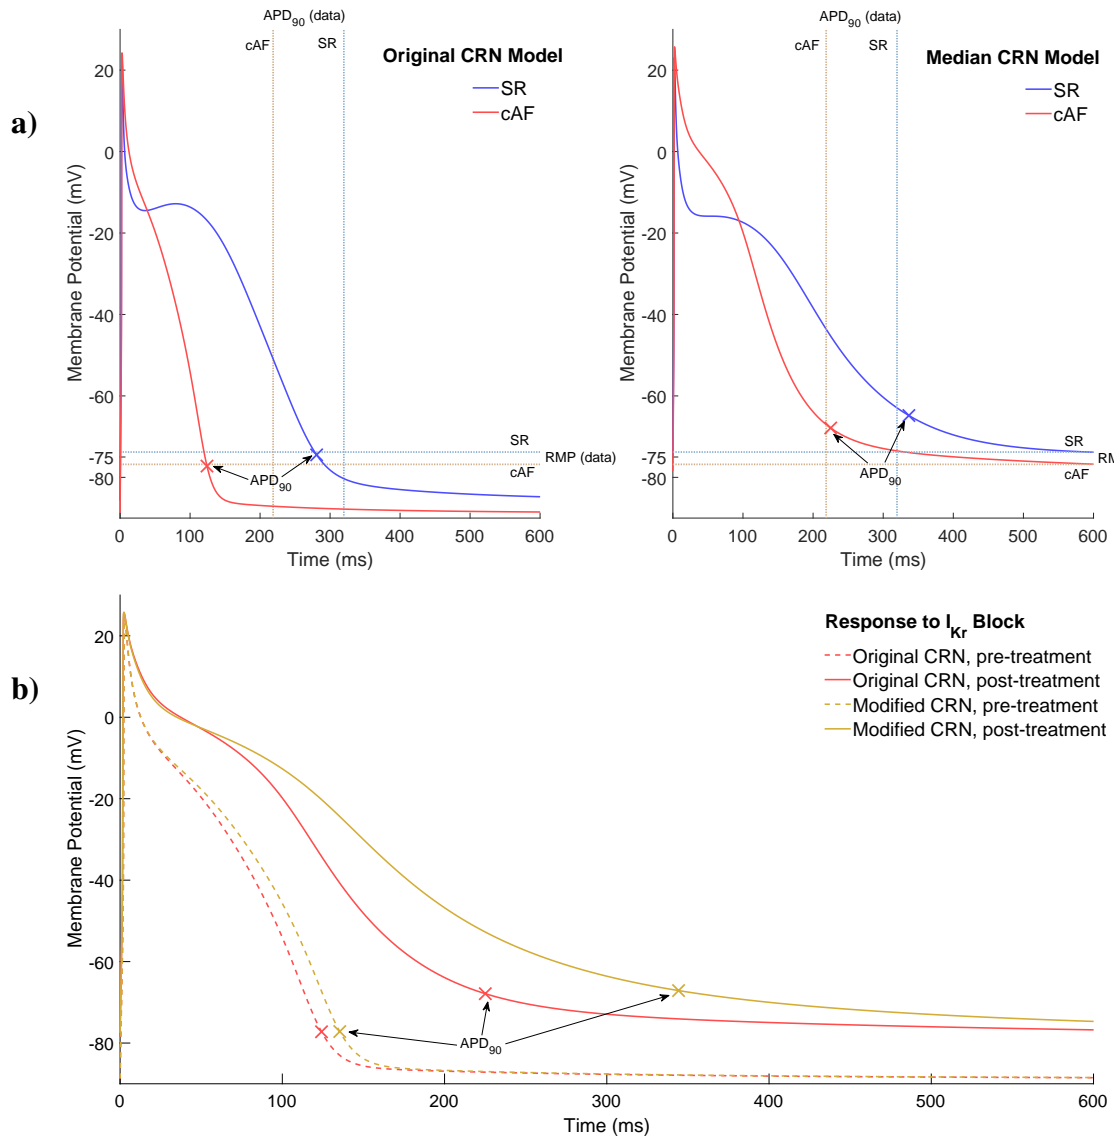 a)
APD90 (data)
cAF
SR
Original CRN Model
SR
cAF
20
0
-20
-40
-60
-75
-80
Membrane Potential (mV)
SR
RMP (data)
cAF
APD90
0
100
200
300
400
500
600
Time (ms)
APD90 (data)
cAF
SR
Median CRN Model
SR
cAF
20
0
-20
-40
-60
-75
-80
Membrane Potential (mV)
SR
RM
cAF
APD90
0
100
200
300
400
500
600
Time (ms)
b)
Response to IKr Block
Original CRN, pre-treatment
Original CRN, post-treatment
Modified CRN, pre-treatment
Modified CRN, post-treatment
20
0
-20
-40
-60
-80
Membrane Potential (mV)
APD90
0
100
200
300
400
500
600
Time (ms)